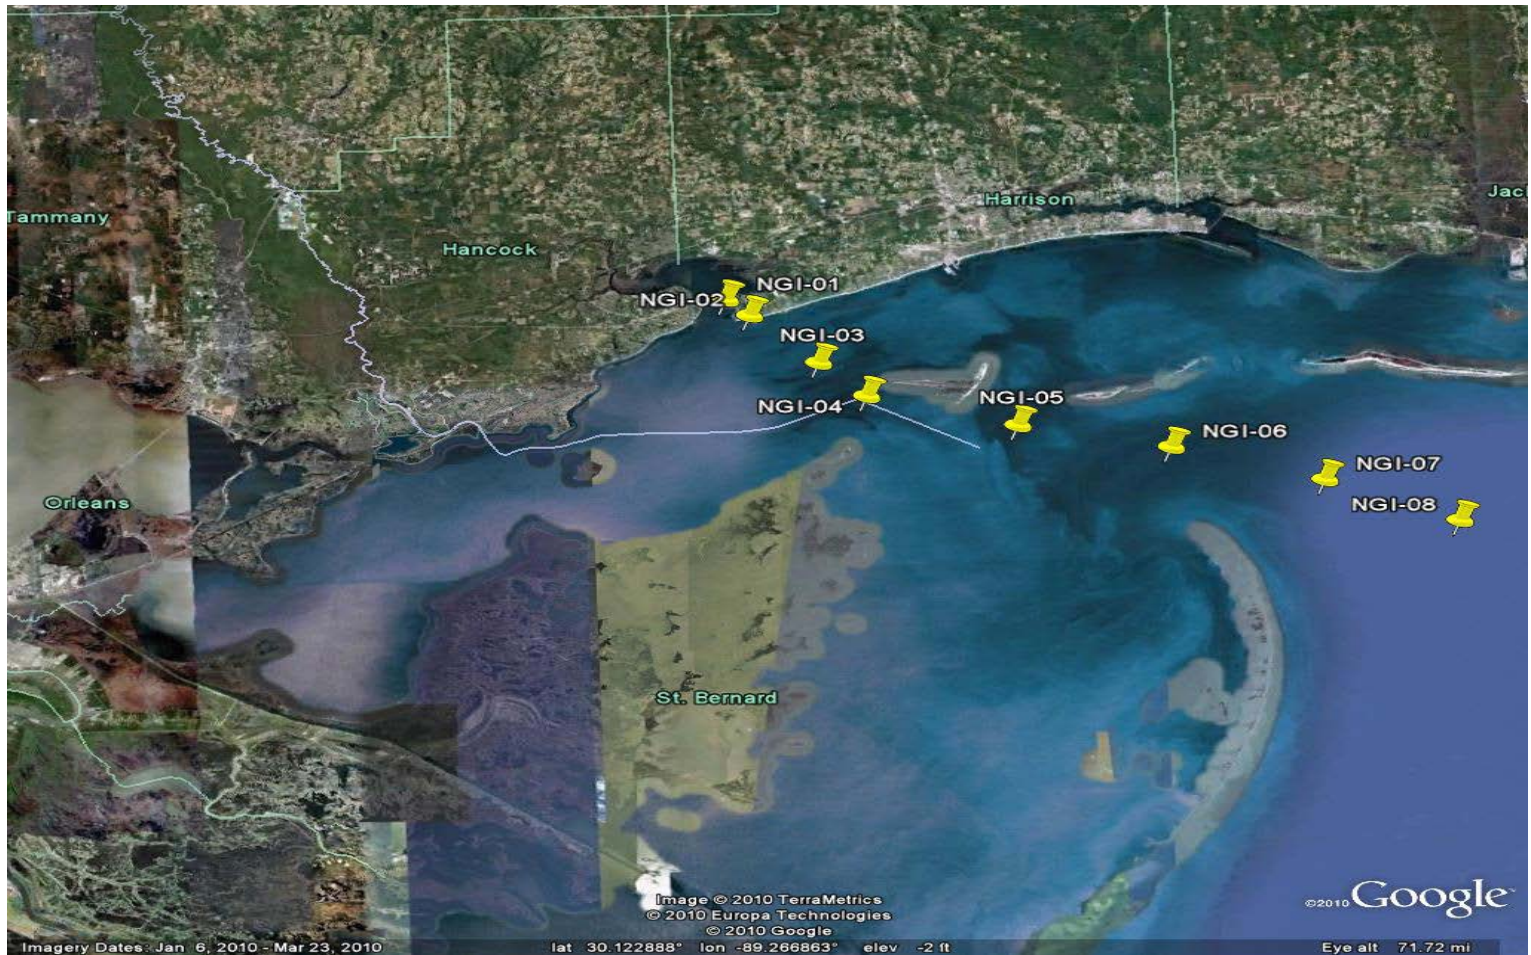 Harrison
Jac
Tammany
Hancock
NGI-01
NGI-02
NGI-03
NGI-05
NGI-04
NGI-06
NGI-07
NGI-08
Orleans
St. Bernard
Image © 2010 TerraMetrics
© 2010 Europa Technologies
© 2010 Google
©2010 Google™
Imagery Dates: Jan 6, 2010 - Mar 23, 2010
lat 30.122888° lon -89.266863° elev -2 ft
Eye alt 71.72 mi